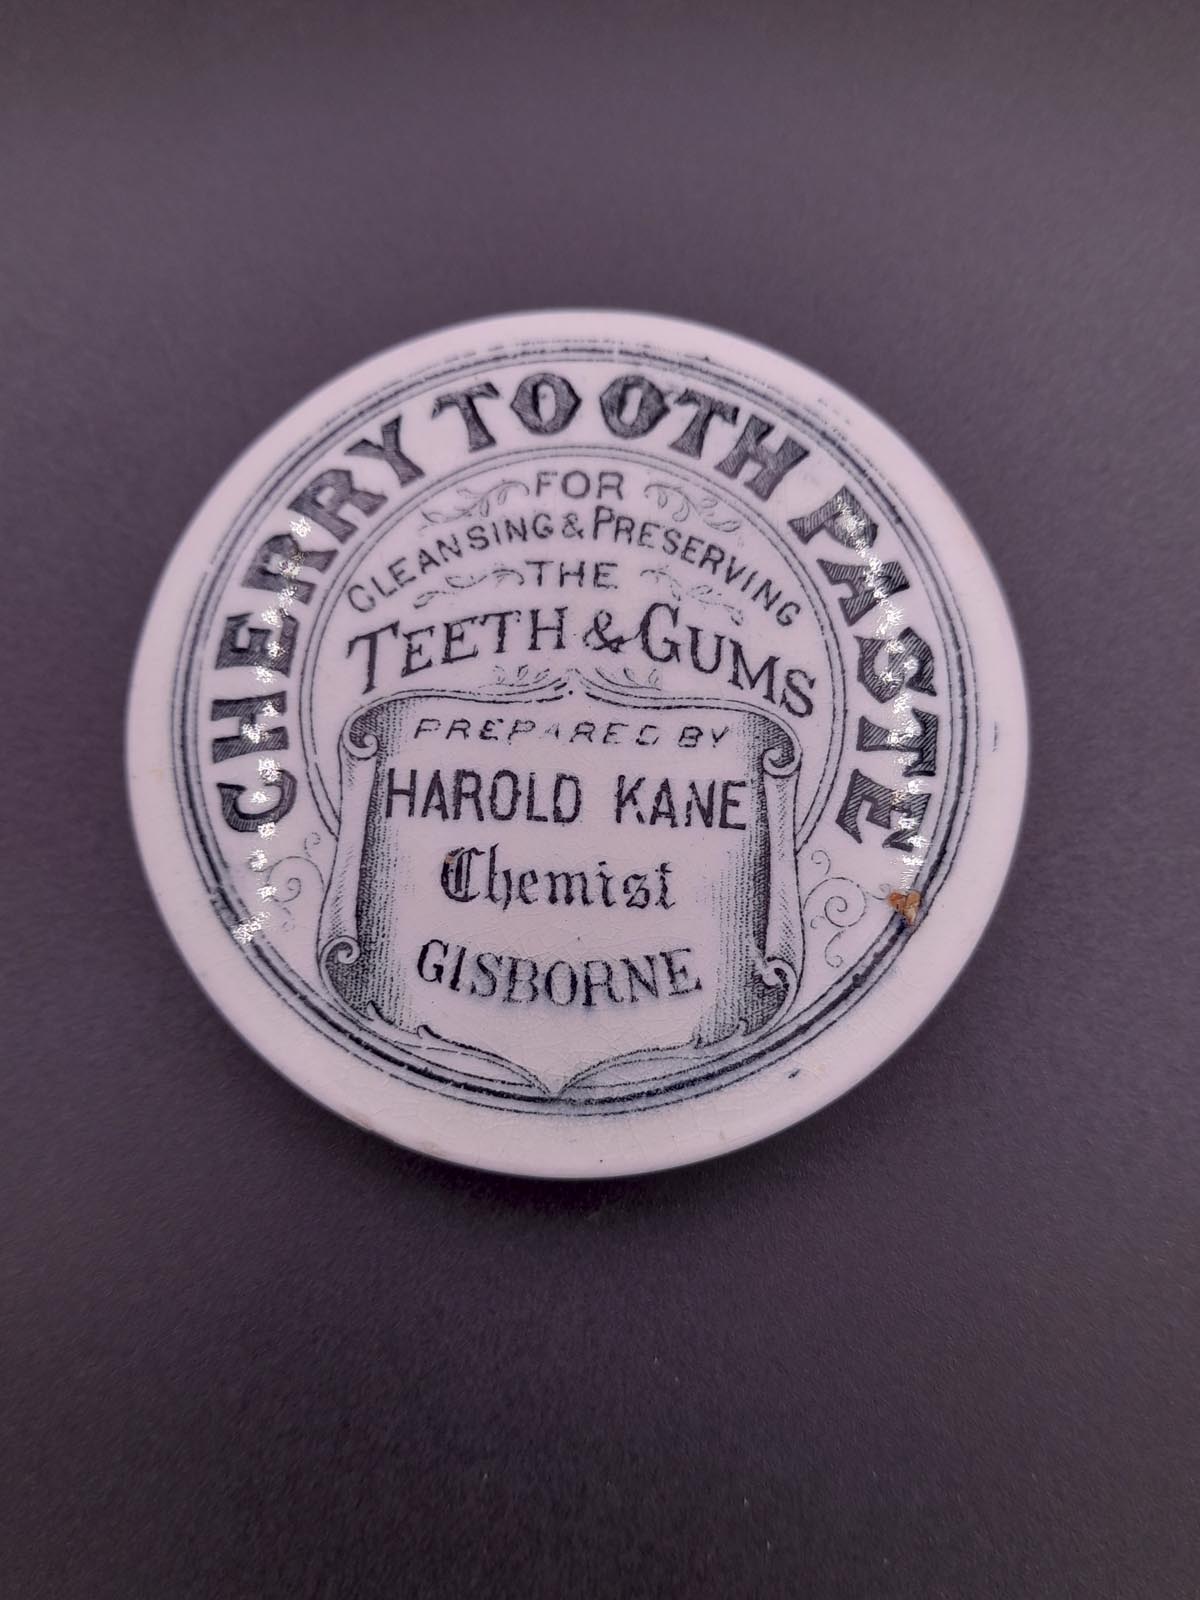 CHERRY TOOTH PASTE
FOR
CLEANSING & PRESERVING
THE
TEETH & GUMS
PREPARED BY
HAROLD KANE
Chemist
GISBORNE